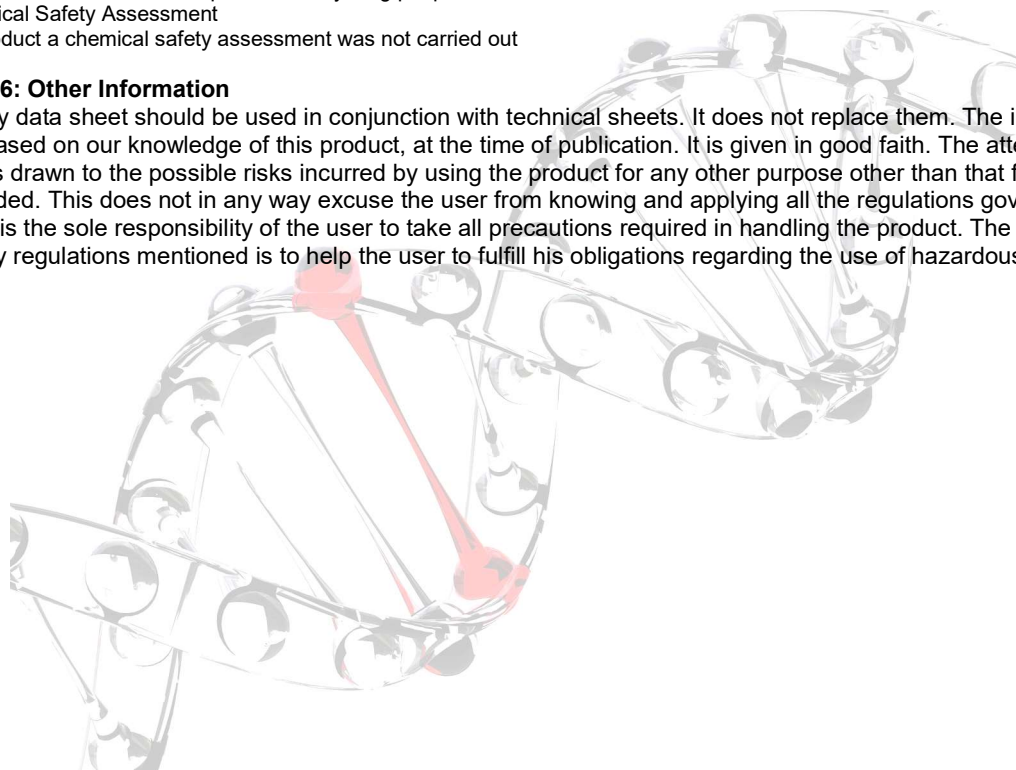 ical Safety Assessment
duct a chemical safety assessment was not carried out
6: Other Information
y data sheet should be used in conjunction with technical sheets. It does not replace them. The i
ased on our knowledge of this product, at the time of publication. It is given in good faith. The atte
s drawn to the possible risks incurred by using the product for any other purpose other than that f
ded. This does not in any way excuse the user from knowing and applying all the regulations gov
is the sole responsibility of the user to take all precautions required in handling the product. The
y regulations mentioned is to help the user to fulfill his obligations regarding the use of hazardous